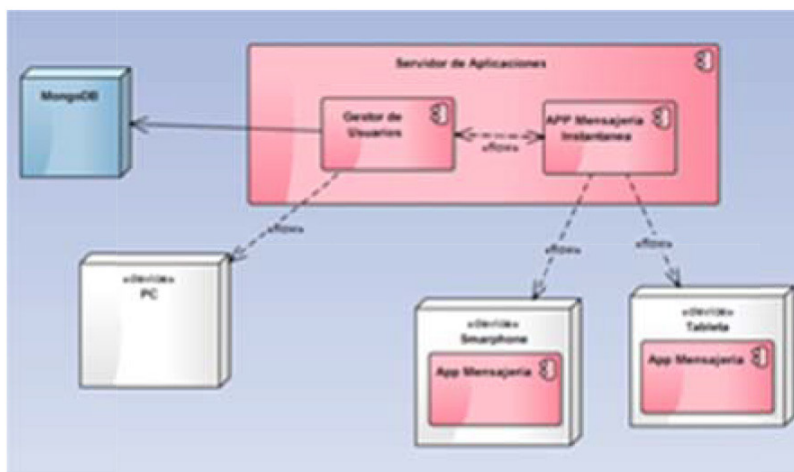 Servidor de Aplicaciones
MongoDB
Gestor de
Usuarios
APP Mensajeria
Instantanea
«flow»
«flow»
«flow»
«flow»
«device»
PC
«device»
Smarphone
App Mensajeria
«device»
Tableta
App Mensajeria